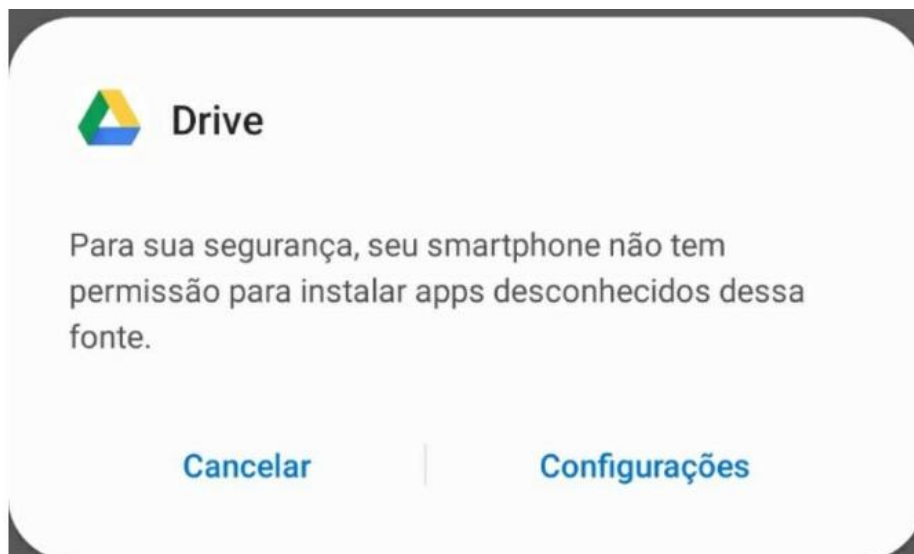 Drive
Para sua segurança, seu smartphone não tem
permissão para instalar apps desconhecidos dessa
fonte.
Cancelar
Configurações